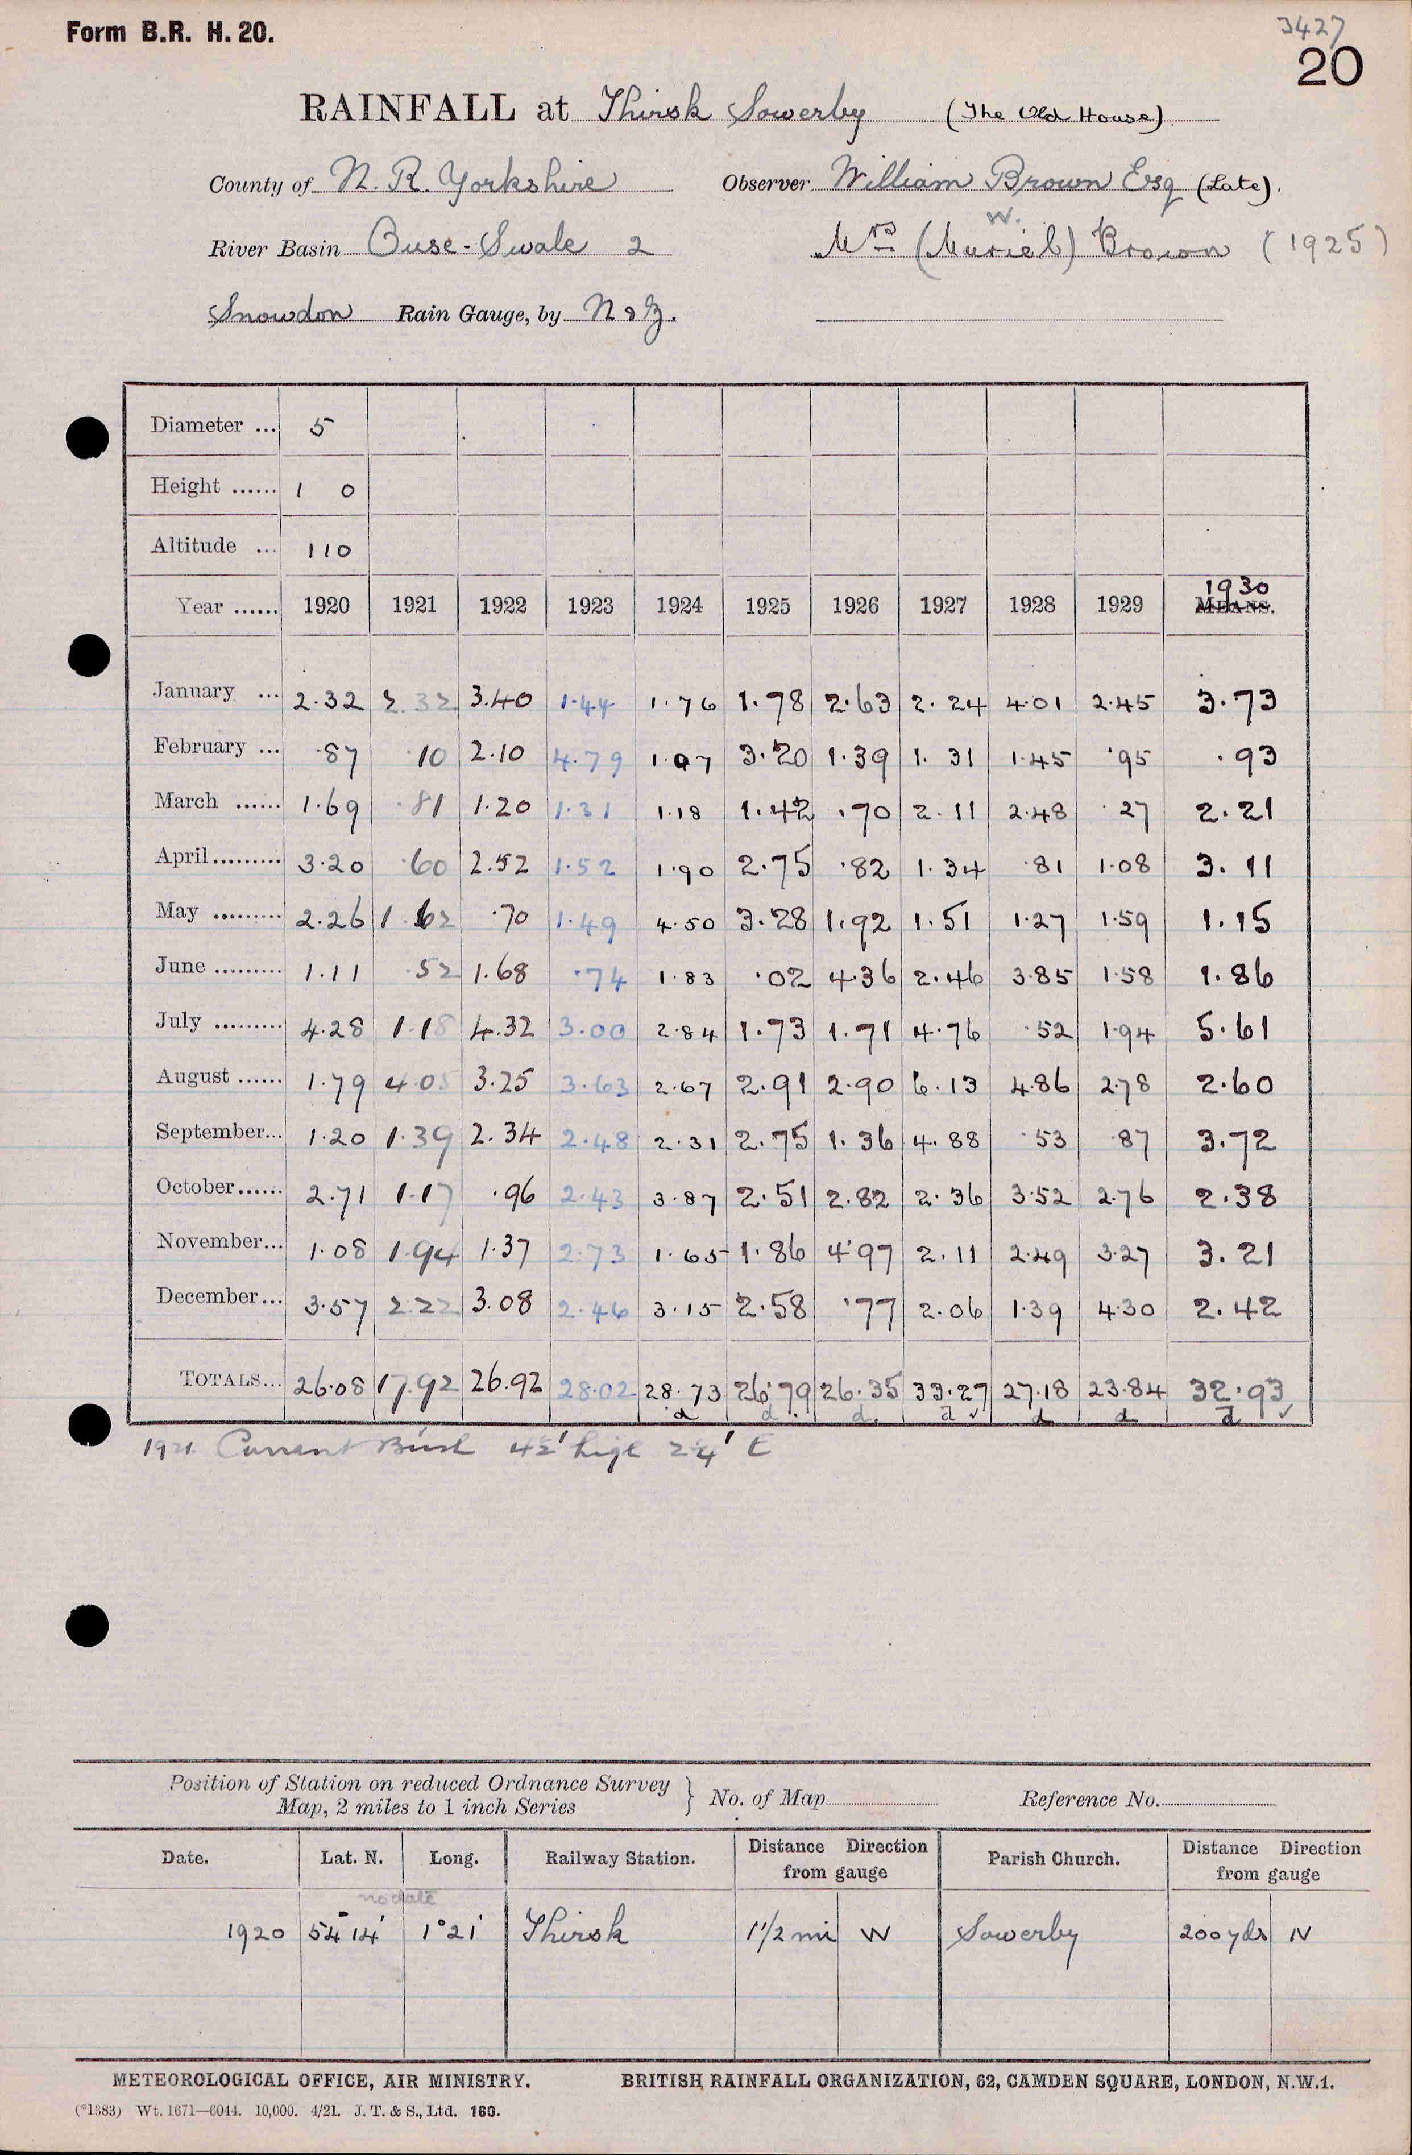 Form B.R. H. 20.
3427
20
RAINFALL at Thirsk Sowerby (The Old House)
County of N. R. Yorkshire Observer William Brown Esq (Late).
W.
River Basin Ouse-Swale 2 Mrs (Muriel) Brown (1925)
Snowdon Rain Gauge, by N & Z.
Diameter ... 5
Height ...... 1 0
Altitude ... 110
1930
Year ...... 1920 1921 1922 1923 1924 1925 1926 1927 1928 1929 MEANS.
January ... 2.32 2.32 3.40 1.44 1.76 1.78 2.63 2.24 4.01 2.45 3.73
February ... .87 .10 2.10 4.79 1.07 3.20 1.39 1.31 1.45 .95 .93
March ...... 1.69 .81 1.20 1.31 1.18 1.42 .70 2.11 2.48 .27 2.21
April......... 3.20 .60 2.52 1.52 1.90 2.75 .82 1.34 .81 1.08 3.11
May ......... 2.26 1.62 .70 1.49 4.50 3.28 1.92 1.51 1.27 1.59 1.15
June ......... 1.11 .52 1.68 .74 1.83 .02 4.36 2.46 3.85 1.58 1.86
July ......... 4.28 1.18 4.32 3.00 2.84 1.73 1.71 4.76 .52 1.94 5.61
August ...... 1.79 4.05 3.25 3.63 2.67 2.91 2.90 6.13 4.86 2.78 2.60
September... 1.20 1.39 2.34 2.48 2.31 2.75 1.36 4.88 .53 .87 3.72
October...... 2.71 1.17 .96 2.43 3.87 2.51 2.82 2.36 3.52 2.76 2.38
November... 1.08 1.94 1.37 2.73 1.65 1.86 4.97 2.11 2.49 3.27 3.21
December... 3.57 2.22 3.08 2.46 3.15 2.58 .77 2.06 1.39 4.30 2.42
TOTALS... 26.08 17.92 26.92 28.02 28.73 26.79 26.35 33.27 27.18 23.84 32.93
d d. d. d ✓ d d d ✓
1921 Currant Bush 4½' high 2¼' E
Position of Station on reduced Ordnance Survey
Map, 2 miles to 1 inch Series } No. of Map Reference No.
Date. Lat. N. Long. Railway Station. Distance Direction from gauge Parish Church. Distance Direction from gauge
no date
1920 54° 14' 1° 21' Thirsk 1 1/2 mi W Sowerby 200 yds N
METEOROLOGICAL OFFICE, AIR MINISTRY. BRITISH RAINFALL ORGANIZATION, 62, CAMDEN SQUARE, LONDON, N.W.1.
(*1383) Wt. 1671—6044. 10,000. 4/21. J. T. & S., Ltd. 160.